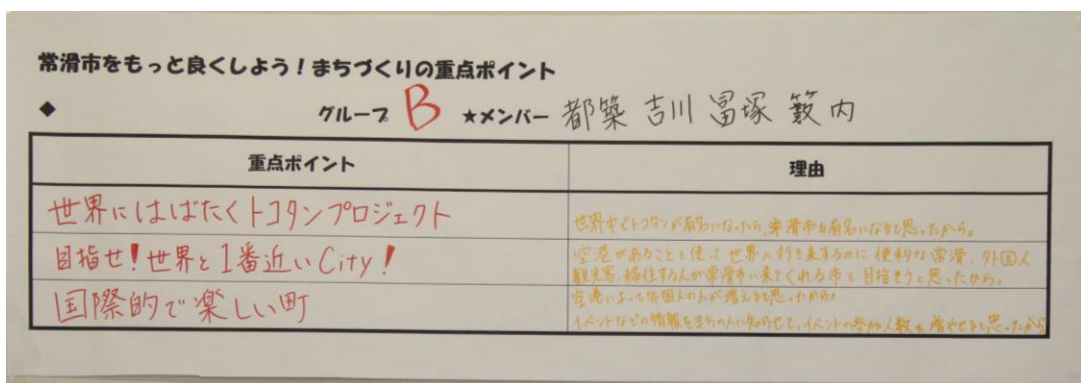 常滑市をもっと良くしよう！まちづくりの重点ポイント
◆ グループ B ★メンバー 都築 吉川 冨塚 籔内
重点ポイント 理由
世界にはばたくトコタンプロジェクト
世界中でトコタンが有名になったら、常滑市も有名になると思ったから。
目指せ！世界と1番近いCity！
空港があることを使って世界へ行き来するのに便利な常滑、外国人
観光客、移住する人が常滑市に来てくれる市を目指そうと思ったから。
国際的で楽しい町
空港によって外国人の人が増えると思ったから。
イベントなどの情報をまちの人に知らせて、イベントの参加人数を増やせると思ったから